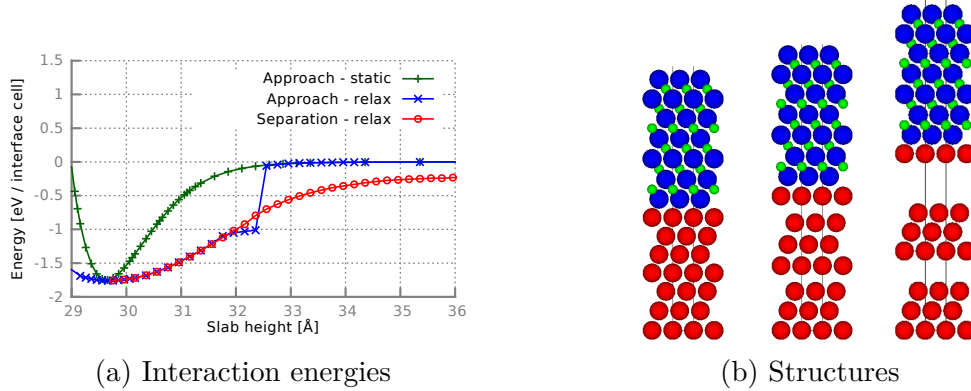 1.5
1
0.5
0
-0.5
-1
-1.5
-2
Energy [eV / interface cell]
Approach - static
Approach - relax
Separation - relax
29 30 31 32 33 34 35 36
Slab height [Å]
(a) Interaction energies
(b) Structures